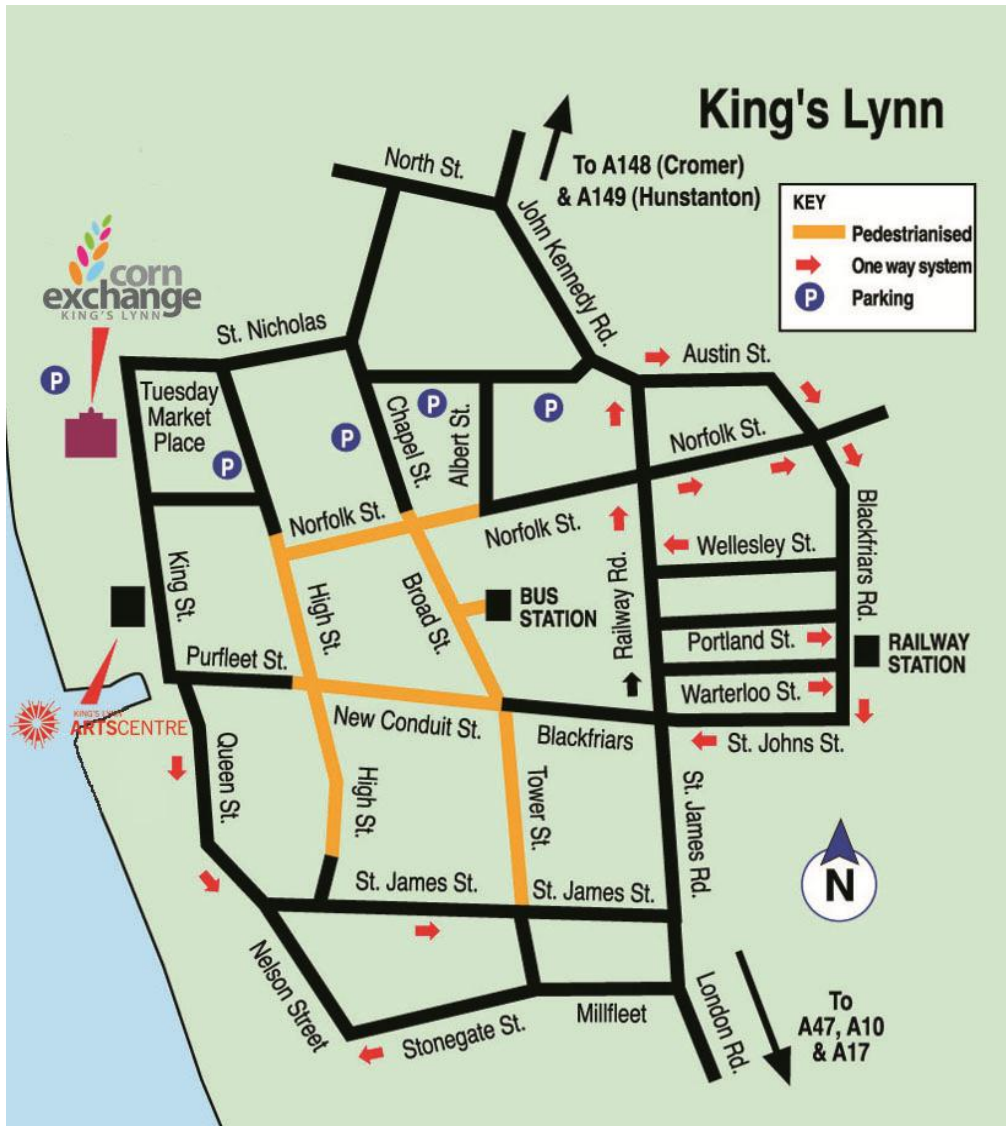 King's Lynn
To A148 (Cromer)
& A149 (Hunstanton)
KEY
Pedestrianised
One way system
P Parking
North St.
John Kennedy Rd.
corn
exchange
KING'S LYNN
St. Nicholas
Austin St.
P
Tuesday
Market
Place
P
P
Chapel St.
P
Albert St.
P
Norfolk St.
Norfolk St.
Norfolk St.
Blackfriars Rd.
Wellesley St.
King St.
High St.
Broad St.
BUS
STATION
Railway Rd.
Portland St.
RAILWAY
STATION
Purfleet St.
Warterloo St.
KING'S LYNN
ARTSCENTRE
New Conduit St.
Blackfriars
St. Johns St.
Queen St.
High St.
Tower St.
St. James Rd.
N
St. James St.
St. James St.
Nelson Street
Stonegate St.
Millfleet
London Rd.
To
A47, A10
& A17